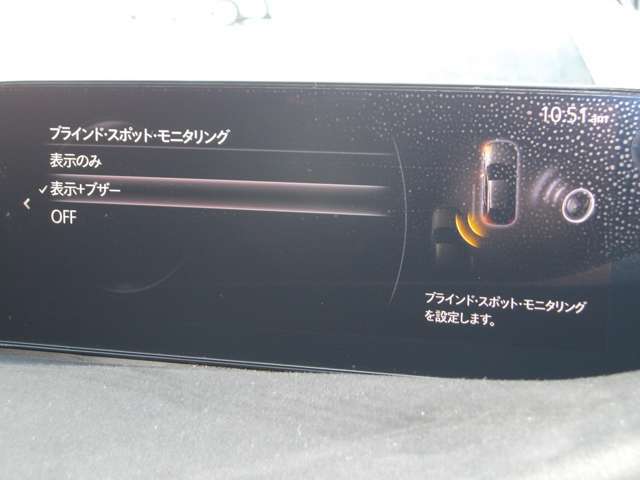 10:51
ブラインド・スポット・モニタリング
表示のみ
✓表示+ブザー
OFF
ブラインド・スポット・モニタリング
を設定します。